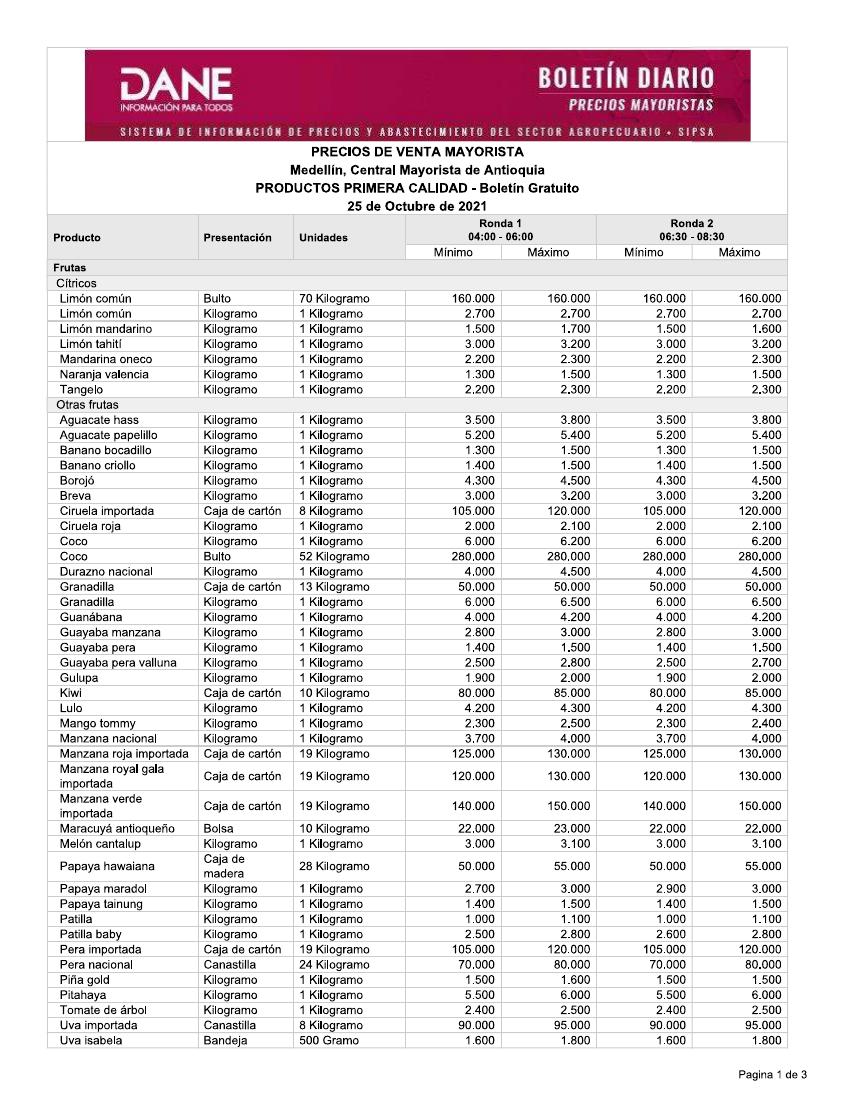 DANE
INFORMACIÓN PARA TODOS
BOLETÍN DIARIO
PRECIOS MAYORISTAS
SISTEMA DE INFORMACIÓN DE PRECIOS Y ABASTECIMIENTO DEL SECTOR AGROPECUARIO • SIPSA
PRECIOS DE VENTA MAYORISTA
Medellín, Central Mayorista de Antioquia
PRODUCTOS PRIMERA CALIDAD - Boletín Gratuito
25 de Octubre de 2021
Producto Presentación Unidades Ronda 1 04:00 - 06:00 Ronda 2 06:30 - 08:30
Mínimo Máximo Mínimo Máximo
Frutas
Cítricos
Limón común Bulto 70 Kilogramo 160.000 160.000 160.000 160.000
Limón común Kilogramo 1 Kilogramo 2.700 2.700 2.700 2.700
Limón mandarino Kilogramo 1 Kilogramo 1.500 1.700 1.500 1.600
Limón tahití Kilogramo 1 Kilogramo 3.000 3.200 3.000 3.200
Mandarina oneco Kilogramo 1 Kilogramo 2.200 2.300 2.200 2.300
Naranja valencia Kilogramo 1 Kilogramo 1.300 1.500 1.300 1.500
Tangelo Kilogramo 1 Kilogramo 2.200 2.300 2.200 2.300
Otras frutas
Aguacate hass Kilogramo 1 Kilogramo 3.500 3.800 3.500 3.800
Aguacate papelillo Kilogramo 1 Kilogramo 5.200 5.400 5.200 5.400
Banano bocadillo Kilogramo 1 Kilogramo 1.300 1.500 1.300 1.500
Banano criollo Kilogramo 1 Kilogramo 1.400 1.500 1.400 1.500
Borojó Kilogramo 1 Kilogramo 4.300 4.500 4.300 4.500
Breva Kilogramo 1 Kilogramo 3.000 3.200 3.000 3.200
Ciruela importada Caja de cartón 8 Kilogramo 105.000 120.000 105.000 120.000
Ciruela roja Kilogramo 1 Kilogramo 2.000 2.100 2.000 2.100
Coco Kilogramo 1 Kilogramo 6.000 6.200 6.000 6.200
Coco Bulto 52 Kilogramo 280.000 280.000 280.000 280.000
Durazno nacional Kilogramo 1 Kilogramo 4.000 4.500 4.000 4.500
Granadilla Caja de cartón 13 Kilogramo 50.000 50.000 50.000 50.000
Granadilla Kilogramo 1 Kilogramo 6.000 6.500 6.000 6.500
Guanábana Kilogramo 1 Kilogramo 4.000 4.200 4.000 4.200
Guayaba manzana Kilogramo 1 Kilogramo 2.800 3.000 2.800 3.000
Guayaba pera Kilogramo 1 Kilogramo 1.400 1.500 1.400 1.500
Guayaba pera valluna Kilogramo 1 Kilogramo 2.500 2.800 2.500 2.700
Gulupa Kilogramo 1 Kilogramo 1.900 2.000 1.900 2.000
Kiwi Caja de cartón 10 Kilogramo 80.000 85.000 80.000 85.000
Lulo Kilogramo 1 Kilogramo 4.200 4.300 4.200 4.300
Mango tommy Kilogramo 1 Kilogramo 2.300 2.500 2.300 2.400
Manzana nacional Kilogramo 1 Kilogramo 3.700 4.000 3.700 4.000
Manzana roja importada Caja de cartón 19 Kilogramo 125.000 130.000 125.000 130.000
Manzana royal gala
importada Caja de cartón 19 Kilogramo 120.000 130.000 120.000 130.000
Manzana verde
importada Caja de cartón 19 Kilogramo 140.000 150.000 140.000 150.000
Maracuyá antioqueño Bolsa 10 Kilogramo 22.000 23.000 22.000 22.000
Melón cantalup Kilogramo 1 Kilogramo 3.000 3.100 3.000 3.100
Papaya hawaiana Caja de
madera 28 Kilogramo 50.000 55.000 50.000 55.000
Papaya maradol Kilogramo 1 Kilogramo 2.700 3.000 2.900 3.000
Papaya tainung Kilogramo 1 Kilogramo 1.400 1.500 1.400 1.500
Patilla Kilogramo 1 Kilogramo 1.000 1.100 1.000 1.100
Patilla baby Kilogramo 1 Kilogramo 2.500 2.800 2.600 2.800
Pera importada Caja de cartón 19 Kilogramo 105.000 120.000 105.000 120.000
Pera nacional Canastilla 24 Kilogramo 70.000 80.000 70.000 80.000
Piña gold Kilogramo 1 Kilogramo 1.500 1.600 1.500 1.500
Pitahaya Kilogramo 1 Kilogramo 5.500 6.000 5.500 6.000
Tomate de árbol Kilogramo 1 Kilogramo 2.400 2.500 2.400 2.500
Uva importada Canastilla 8 Kilogramo 90.000 95.000 90.000 95.000
Uva isabela Bandeja 500 Gramo 1.600 1.800 1.600 1.800
Pagina 1 de 3